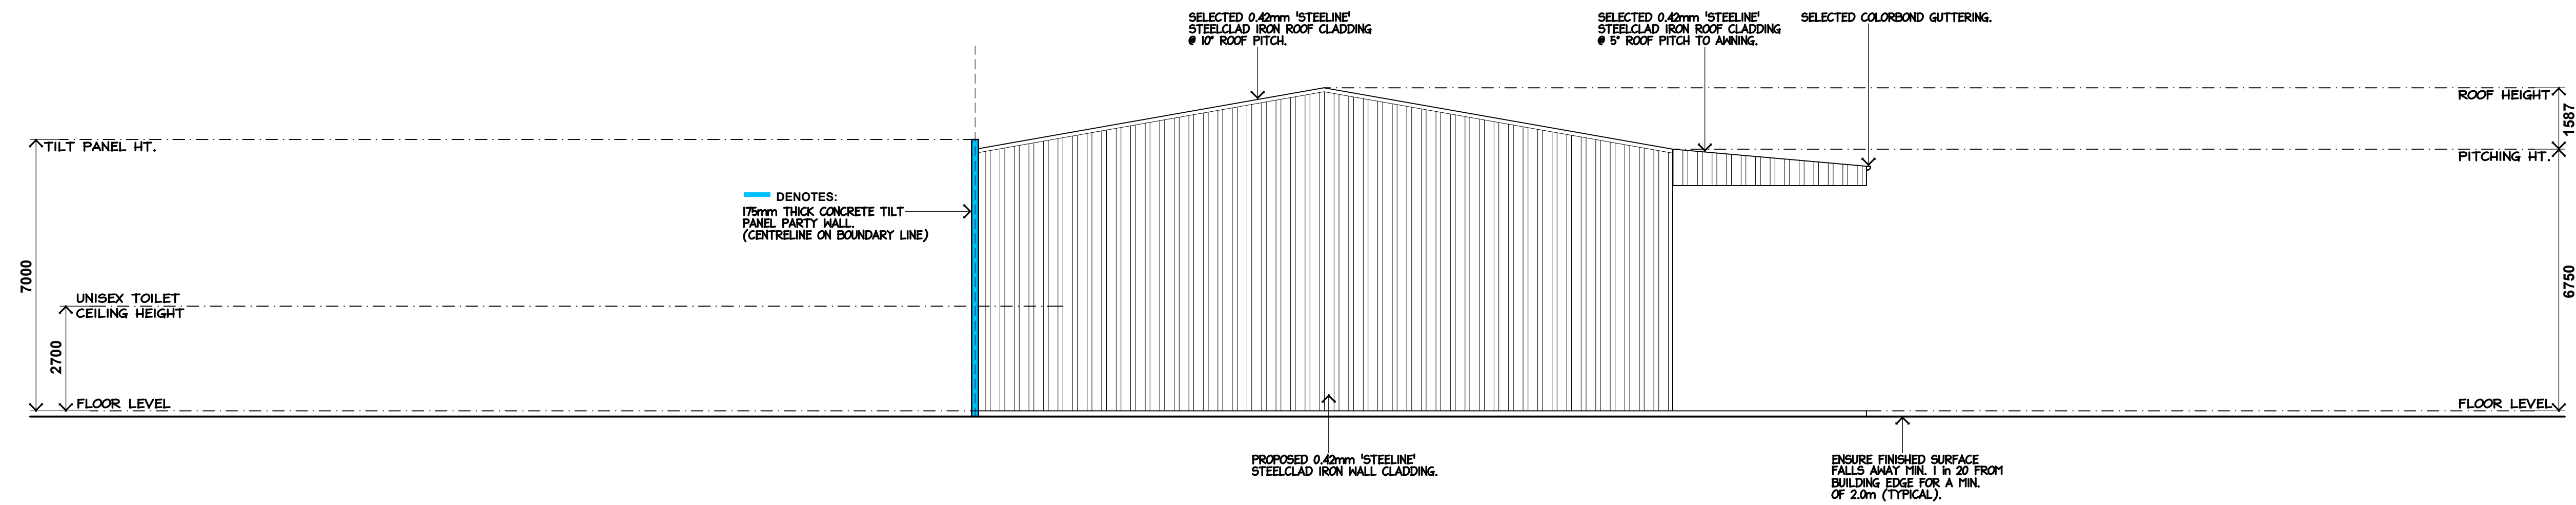 SELECTED 0.42mm 'STEELINE'
STEELCLAD IRON ROOF CLADDING
@ 10° ROOF PITCH.
SELECTED 0.42mm 'STEELINE'
STEELCLAD IRON ROOF CLADDING
@ 5° ROOF PITCH TO AWNING.
SELECTED COLORBOND GUTTERING.
ROOF HEIGHT
1587
TILT PANEL HT.
PITCHING HT.
DENOTES:
175mm THICK CONCRETE TILT
PANEL PARTY WALL.
(CENTRELINE ON BOUNDARY LINE)
7000
6750
UNISEX TOILET
CEILING HEIGHT
2700
FLOOR LEVEL
FLOOR LEVEL
PROPOSED 0.42mm 'STEELINE'
STEELCLAD IRON WALL CLADDING.
ENSURE FINISHED SURFACE
FALLS AWAY MIN. 1 in 20 FROM
BUILDING EDGE FOR A MIN.
OF 2.0m (TYPICAL).